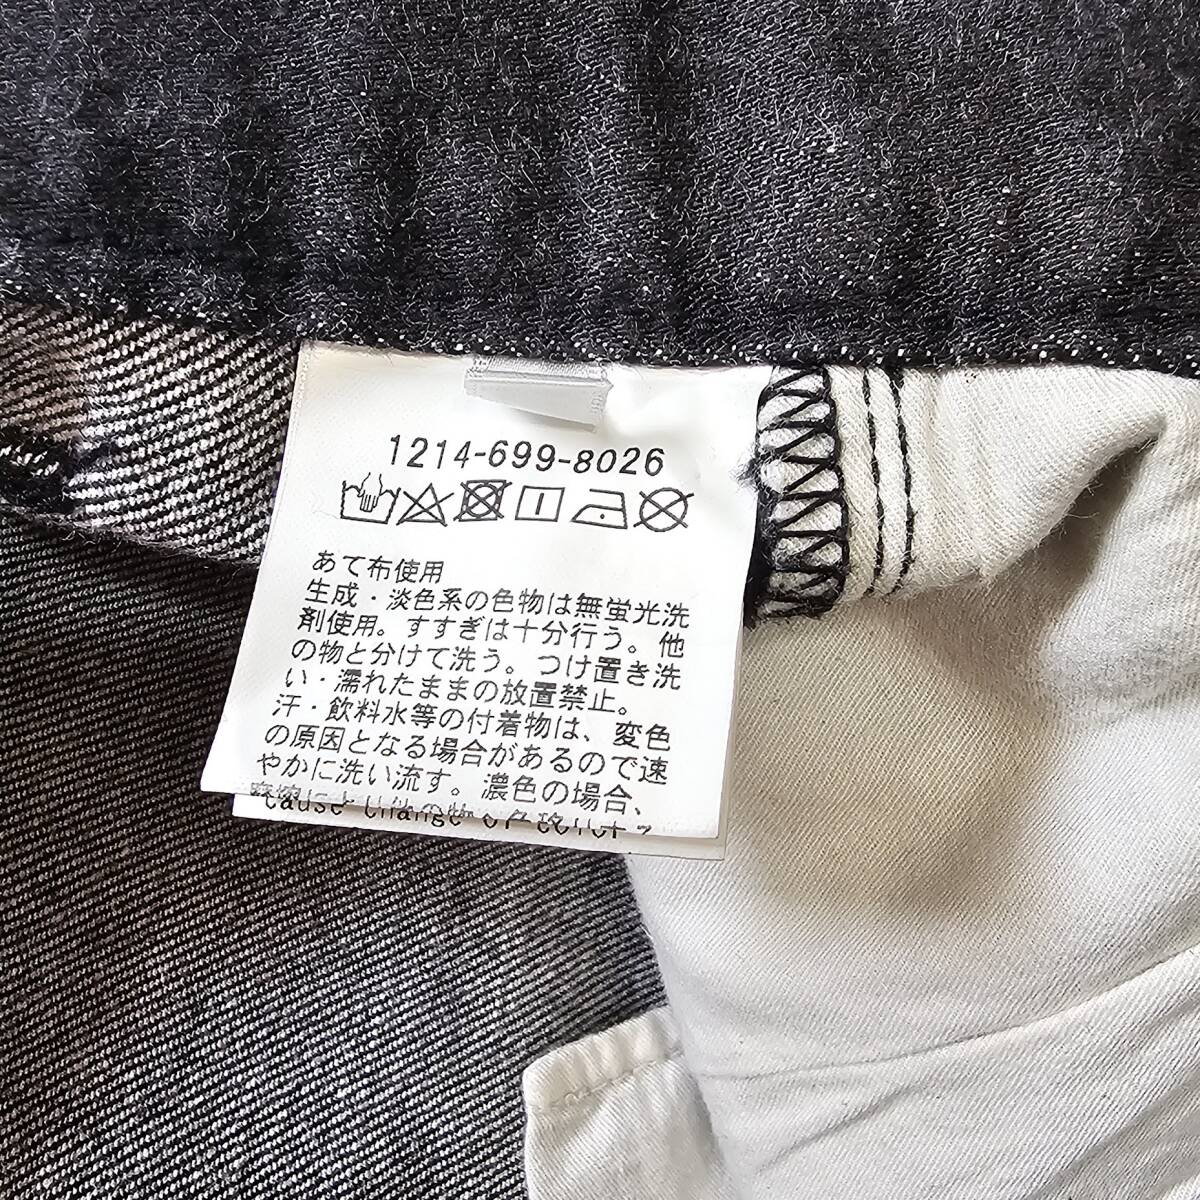 1214-699-8026
あて布使用
生成・淡色系の色物は無蛍光洗
剤使用。すすぎは十分行う。他
の物と分けて洗う。つけ置き洗
い・濡れたままの放置禁止。
汗・飲料水等の付着物は、変色
の原因となる場合があるので速
やかに洗い流す。濃色の場合、
cause change of